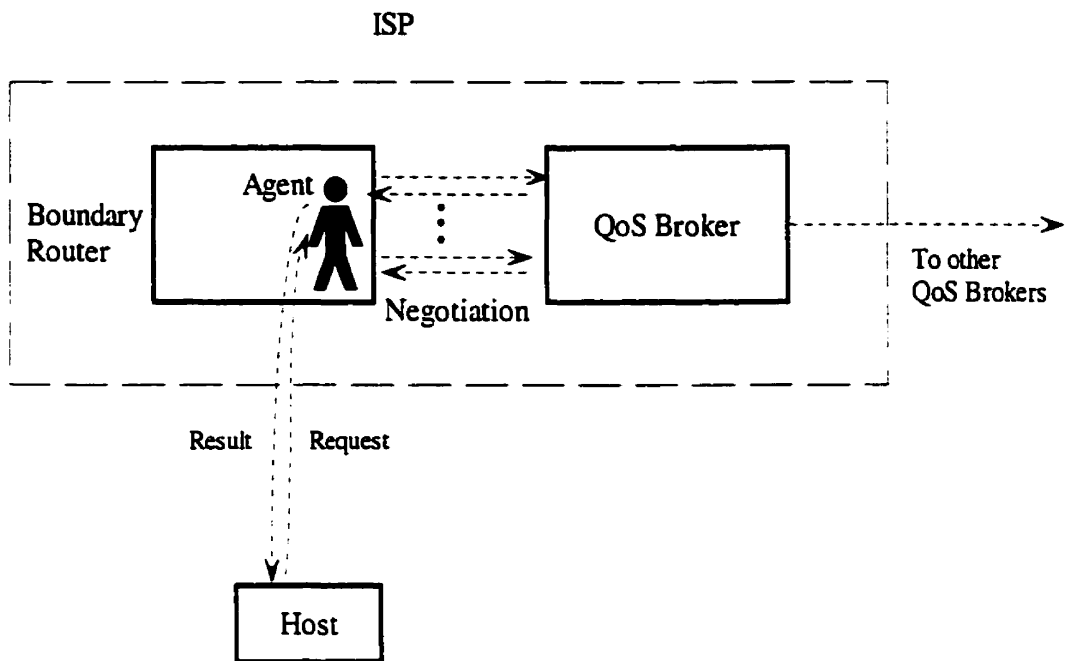 ISP
Agent
Boundary
Router
QoS Broker
Negotiation
To other
QoS Brokers
Result
Request
Host